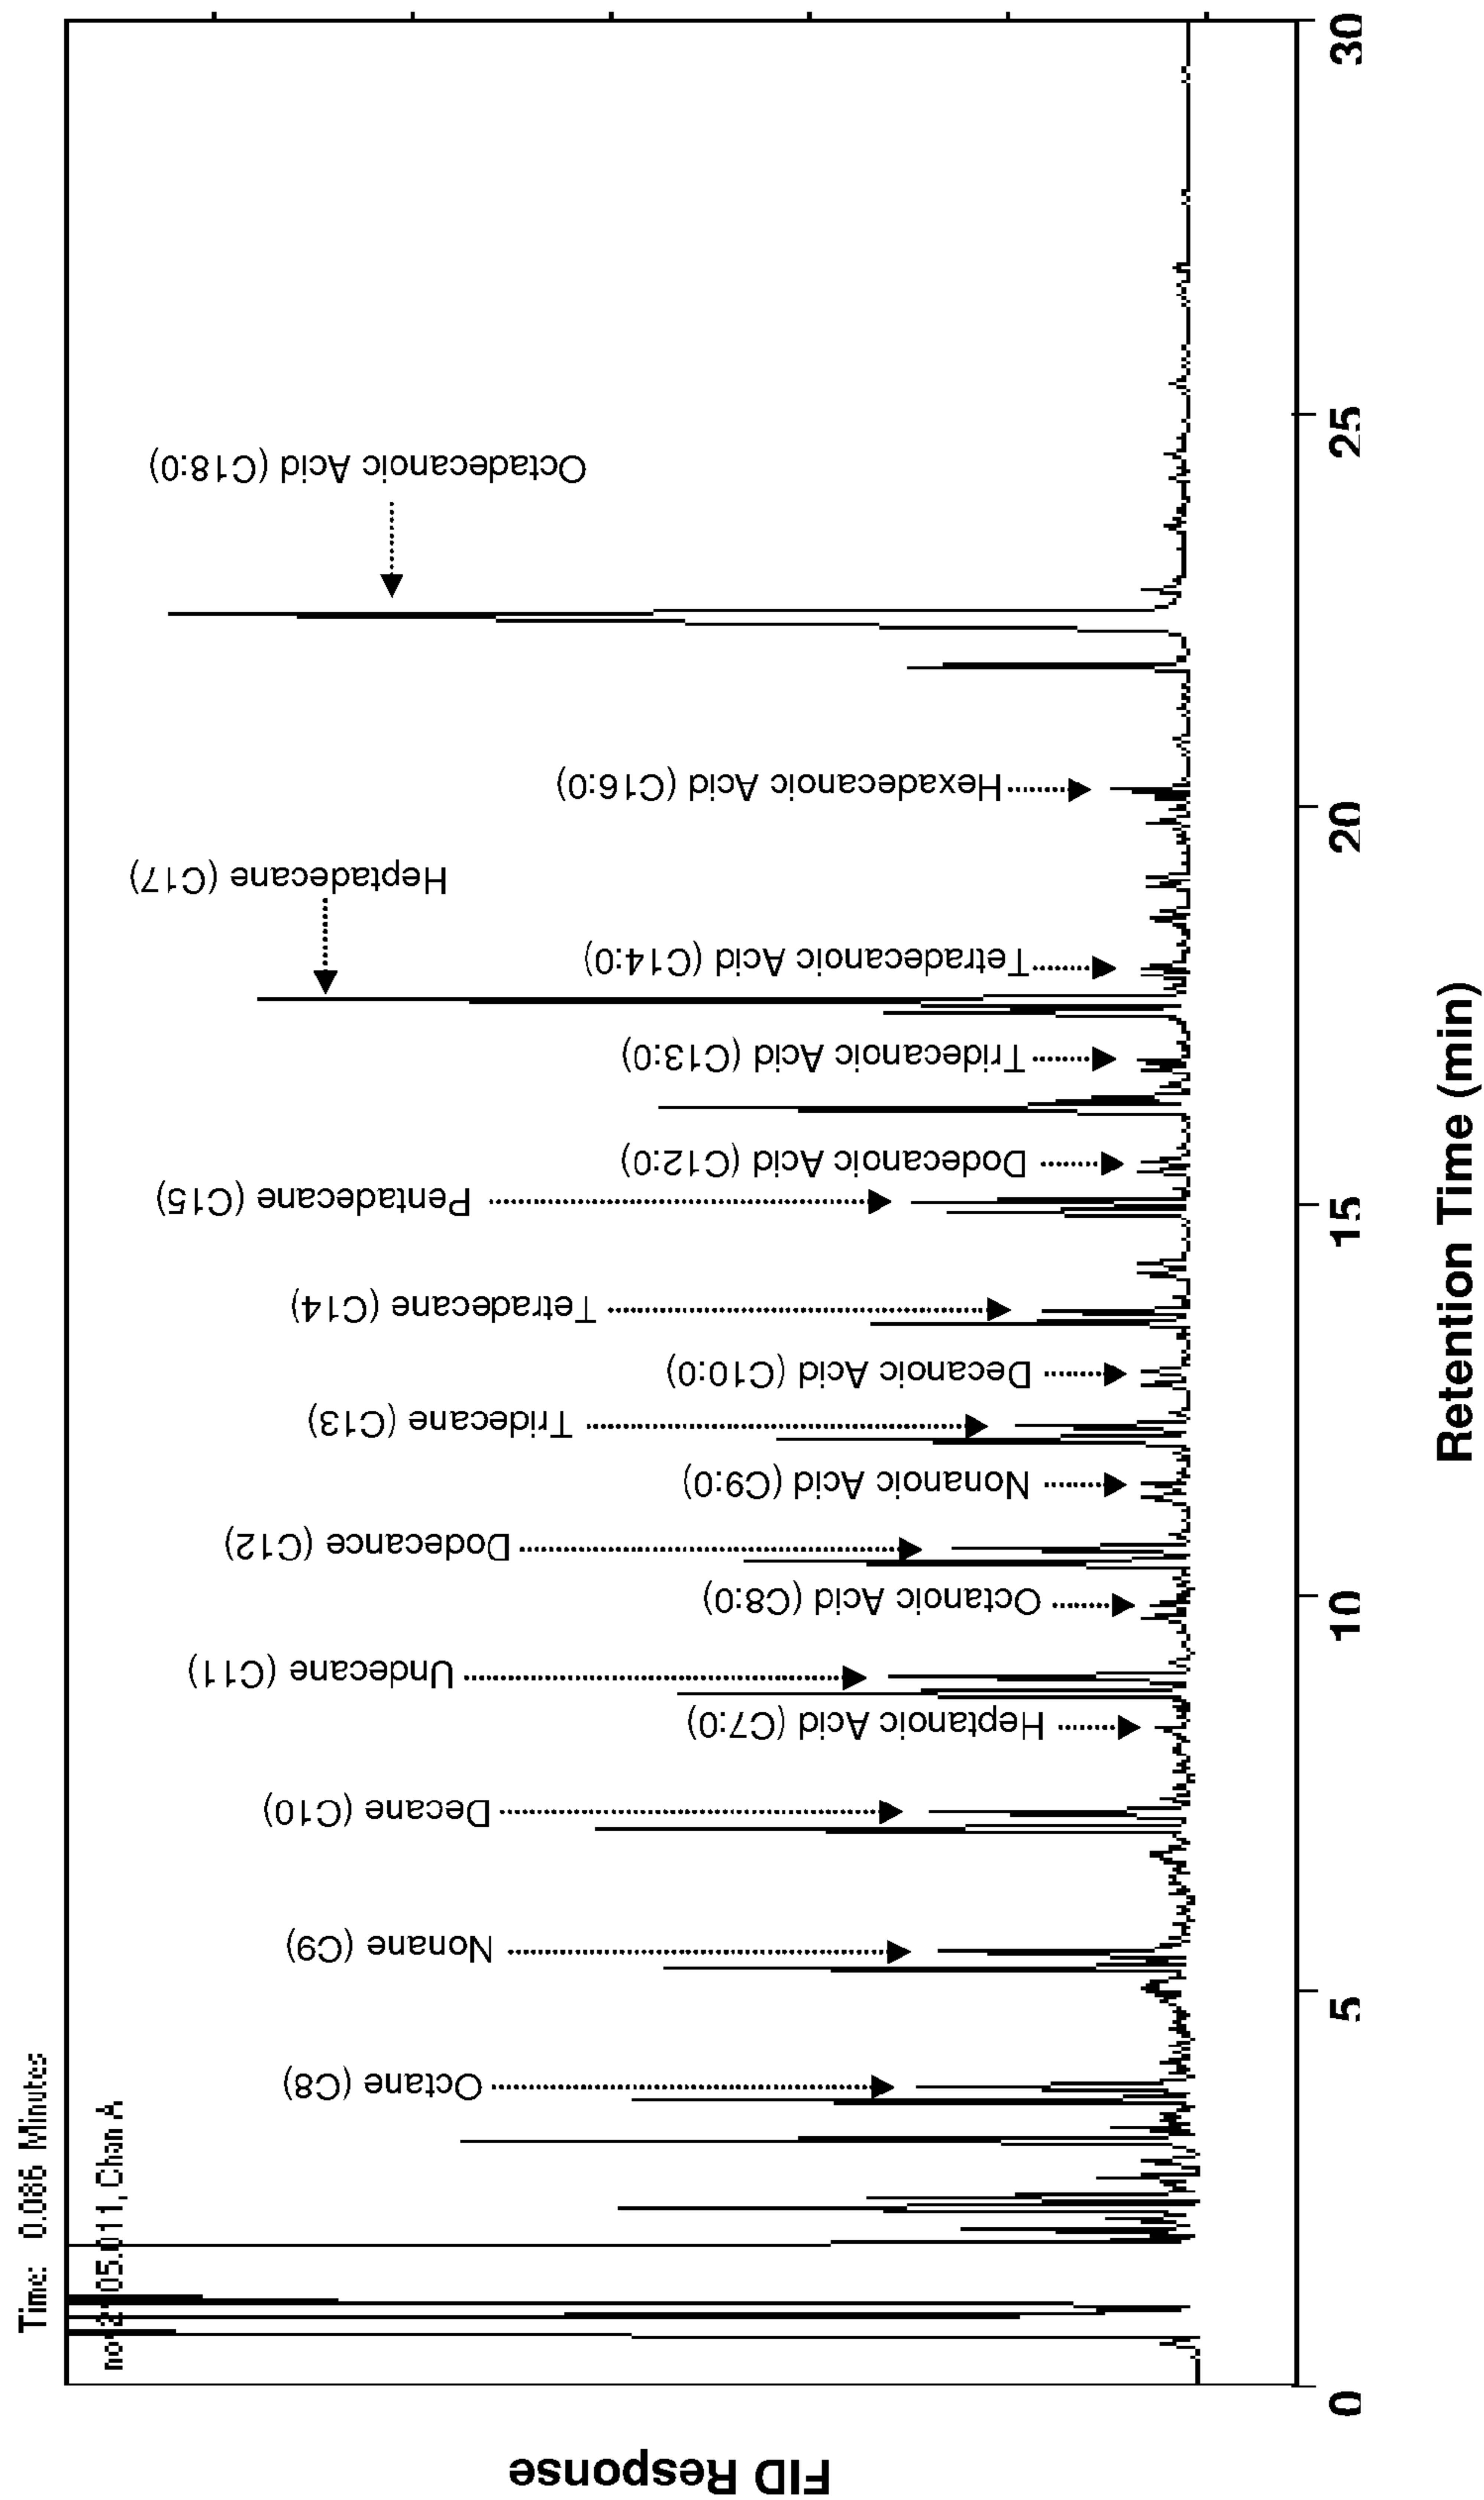 Time: 0.086 Minutes
Chan A
Octane (C8)
Nonane (C9)
Decane (C10)
Heptanoic Acid (C7:0)
Undecane (C11)
Octanoic Acid (C8:0)
Dodecance (C12)
Nonanoic Acid (C9:0)
Tridecane (C13)
Decanoic Acid (C10:0)
Tetradecane (C14)
Pentadecane (C15)
Dodecanoic Acid (C12:0)
Tridecanoic Acid (C13:0)
Heptadecane (C17)
Tetradecanoic Acid (C14:0)
Hexadecanoic Acid (C16:0)
Octadecanoic Acid (C18:0)
FID Response
0 5 10 15 20 25 30
Retention Time (min)